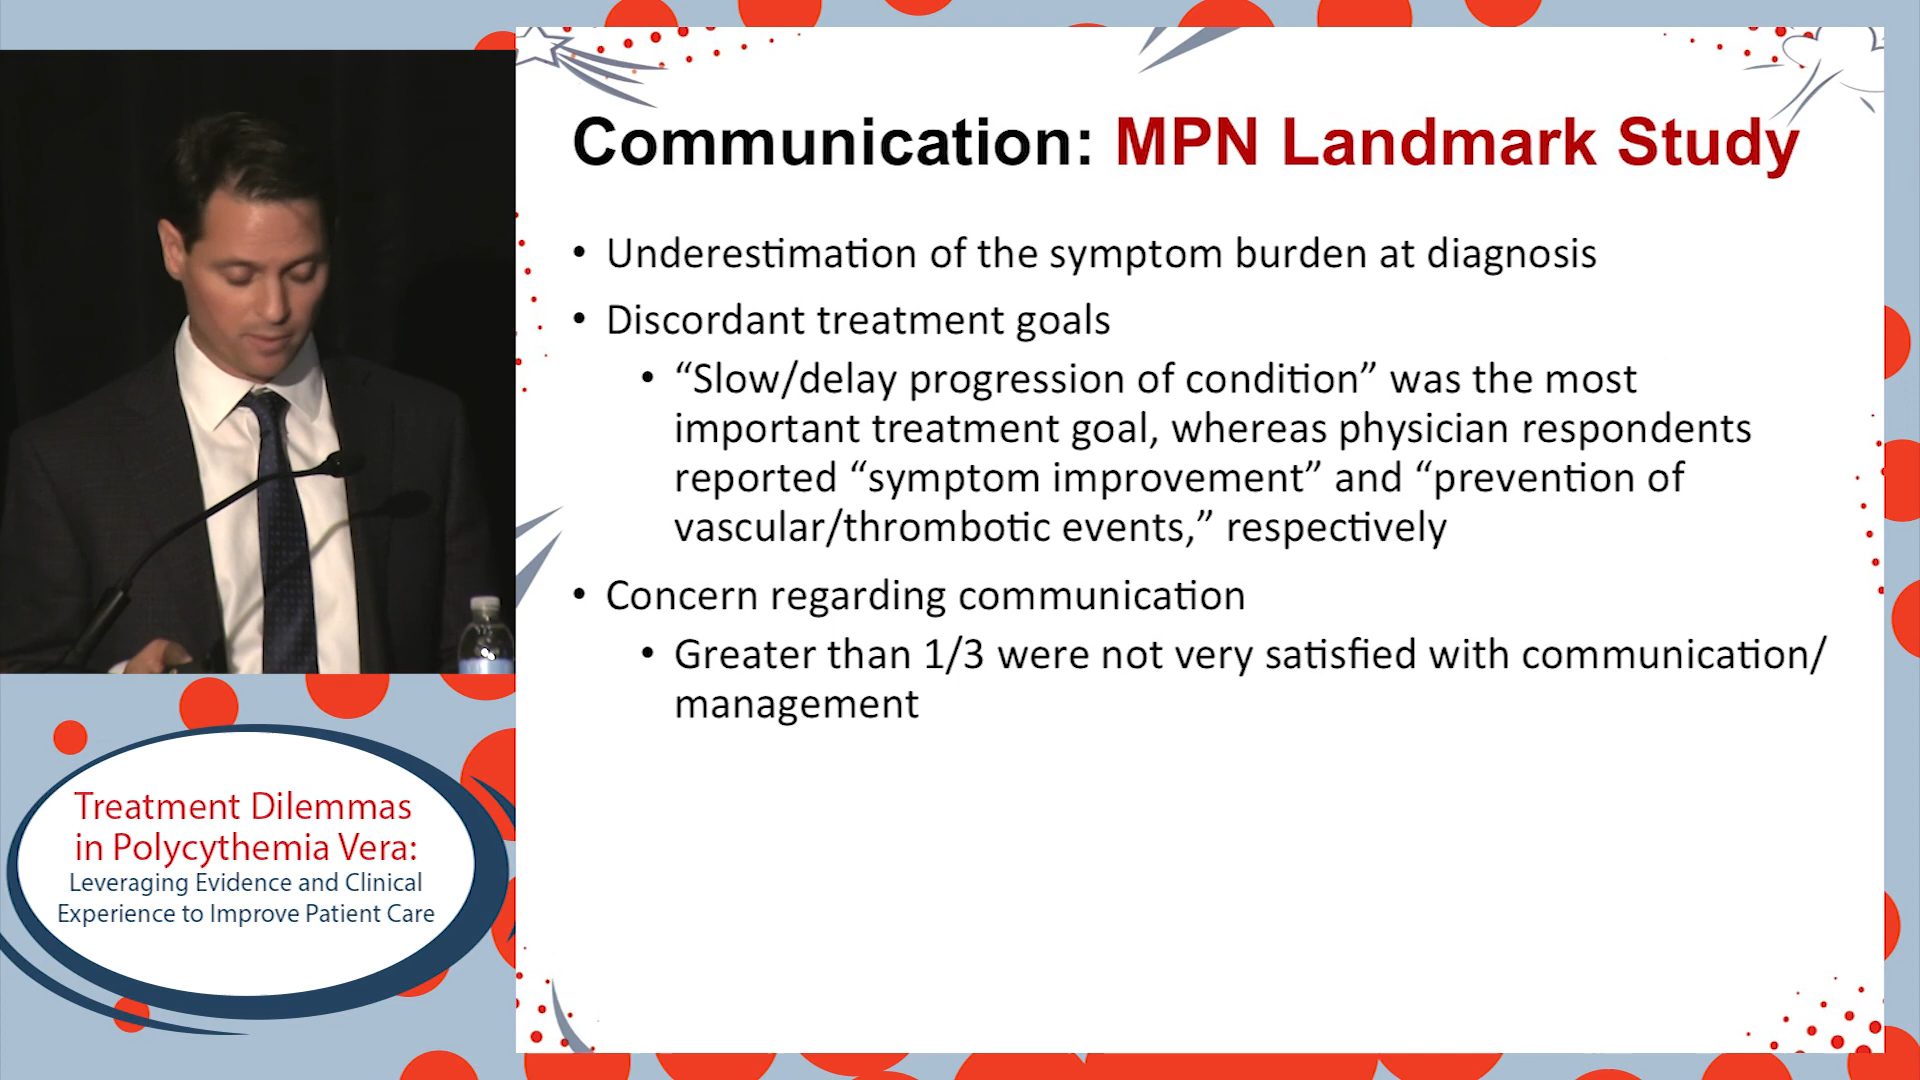 Communication: MPN Landmark Study
• Underestimation of the symptom burden at diagnosis
• Discordant treatment goals
• “Slow/delay progression of condition” was the most
important treatment goal, whereas physician respondents
reported “symptom improvement” and “prevention of
vascular/thrombotic events,” respectively
• Concern regarding communication
• Greater than 1/3 were not very satisfied with communication/
management
Treatment Dilemmas
in Polycythemia Vera:
Leveraging Evidence and Clinical
Experience to Improve Patient Care